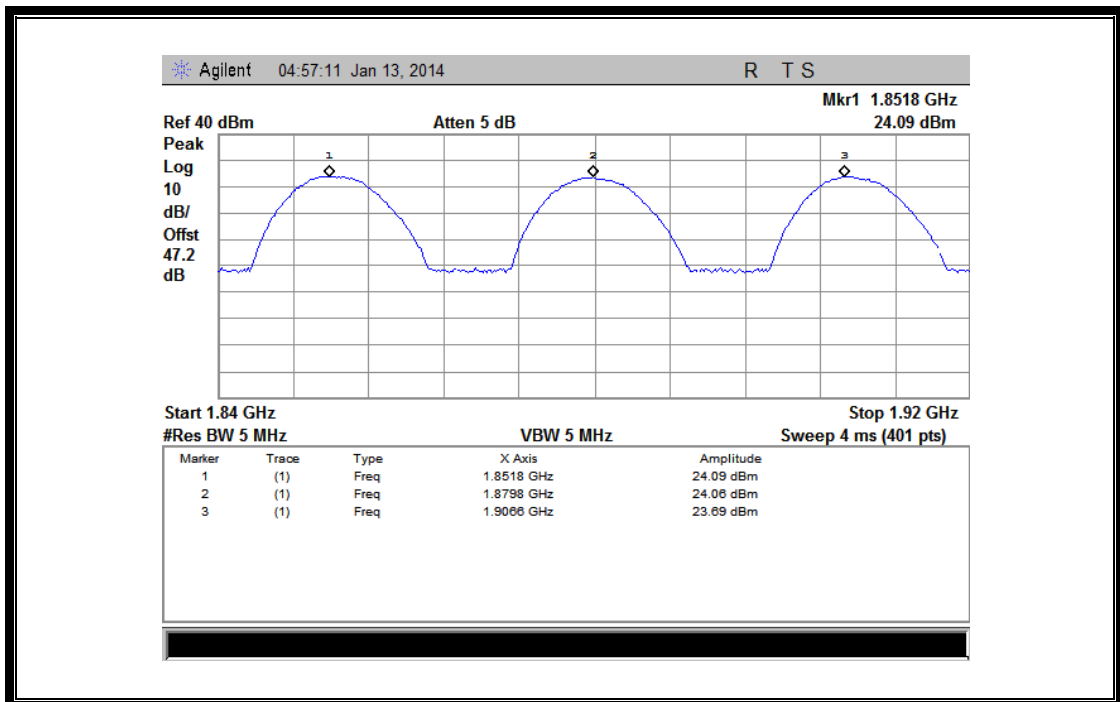 Agilent 04:57:11 Jan 13, 2014 R T S
Mkr1 1.8518 GHz
Ref 40 dBm Atten 5 dB 24.09 dBm
Peak
Log
10
dB/
Offst
47.2
dB
1 2 3
Start 1.84 GHz Stop 1.92 GHz
#Res BW 5 MHz VBW 5 MHz Sweep 4 ms (401 pts)
Marker Trace Type X Axis Amplitude
1 (1) Freq 1.8518 GHz 24.09 dBm
2 (1) Freq 1.8798 GHz 24.06 dBm
3 (1) Freq 1.9066 GHz 23.69 dBm